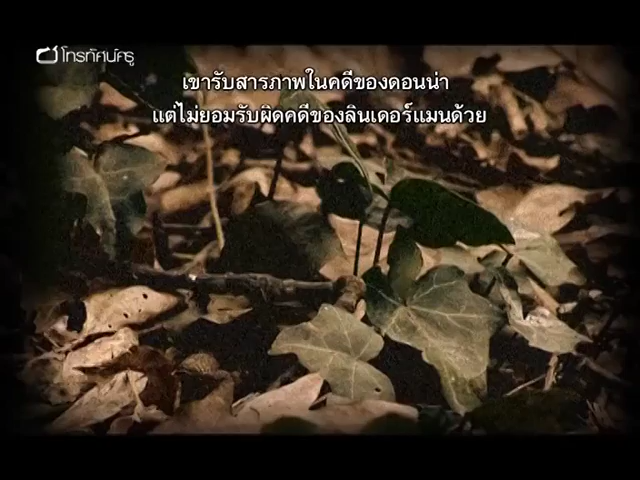 โทรทัศน์ครู
เขารับสารภาพในคดีของดอนน่า
แต่ไม่ยอมรับผิดคดีของลินเดอร์แมนด้วย